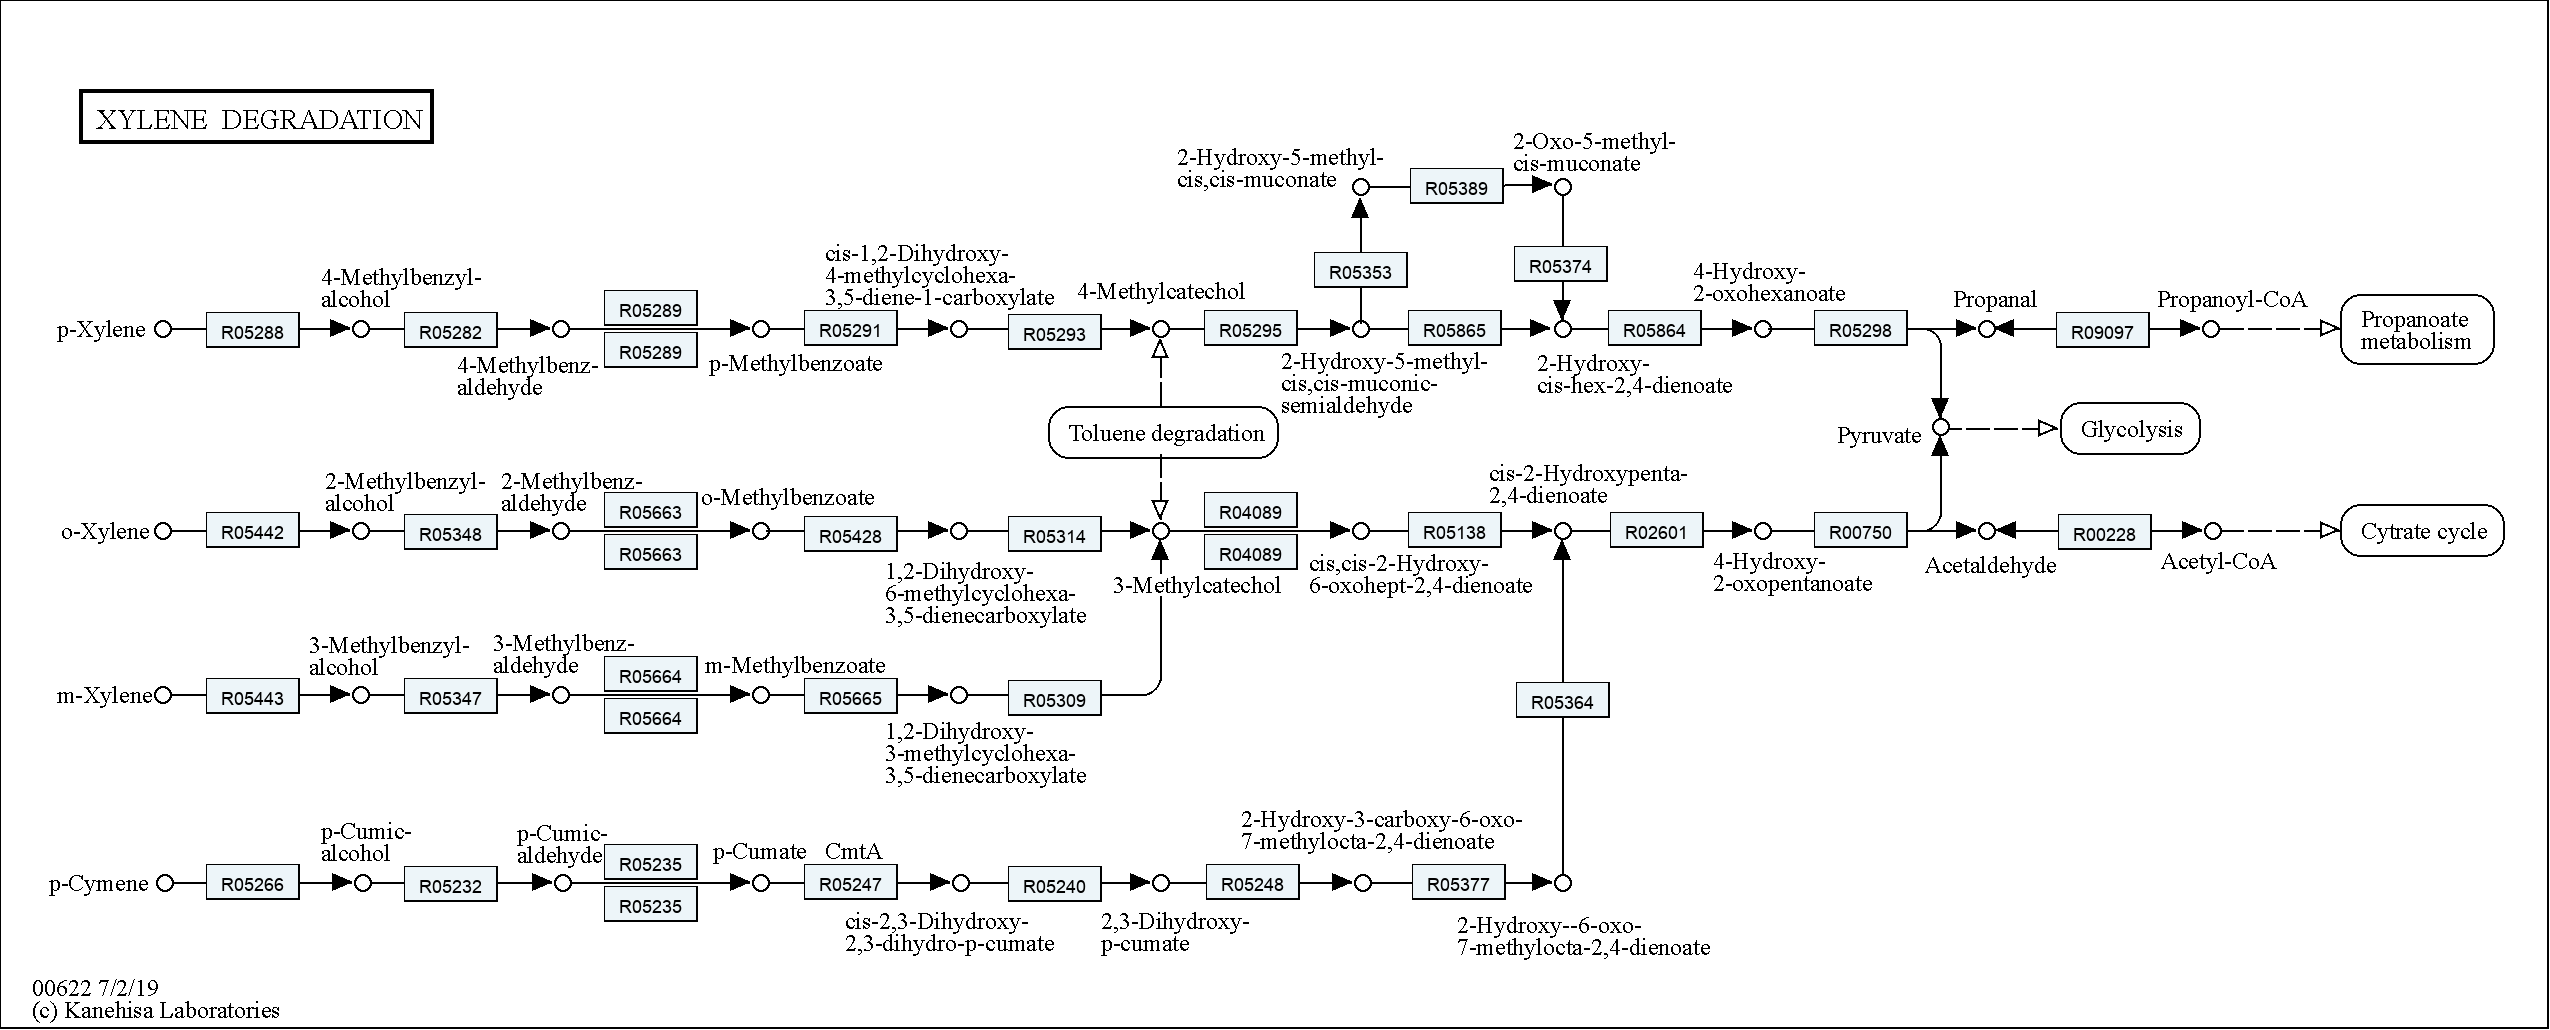 XYLENE DEGRADATION
2-Hydroxy-5-methyl-
cis,cis-muconate
R05389
2-Oxo-5-methyl-
cis-muconate
R05353
R05374
p-Xylene
R05288
4-Methylbenzyl-
alcohol
R05282
4-Methylbenz-
aldehyde
R05289
R05289
p-Methylbenzoate
R05291
cis-1,2-Dihydroxy-
4-methylcyclohexa-
3,5-diene-1-carboxylate
R05293
4-Methylcatechol
R05295
2-Hydroxy-5-methyl-
cis,cis-muconic-
semialdehyde
R05865
2-Hydroxy-
cis-hex-2,4-dienoate
R05864
4-Hydroxy-
2-oxohexanoate
R05298
Propanal
R09097
Propanoyl-CoA
Propanoate
metabolism
Toluene degradation
Pyruvate
Glycolysis
o-Xylene
R05442
2-Methylbenzyl-
alcohol
R05348
2-Methylbenz-
aldehyde
R05663
R05663
o-Methylbenzoate
R05428
1,2-Dihydroxy-
6-methylcyclohexa-
3,5-dienecarboxylate
R05314
3-Methylcatechol
R04089
R04089
cis,cis-2-Hydroxy-
6-oxohept-2,4-dienoate
R05138
cis-2-Hydroxypenta-
2,4-dienoate
R02601
4-Hydroxy-
2-oxopentanoate
R00750
Acetaldehyde
R00228
Acetyl-CoA
Cytrate cycle
m-Xylene
R05443
3-Methylbenzyl-
alcohol
R05347
3-Methylbenz-
aldehyde
R05664
R05664
m-Methylbenzoate
R05665
1,2-Dihydroxy-
3-methylcyclohexa-
3,5-dienecarboxylate
R05309
R05364
p-Cymene
R05266
p-Cumic-
alcohol
R05232
p-Cumic-
aldehyde
R05235
R05235
p-Cumate
CmtA
R05247
cis-2,3-Dihydroxy-
2,3-dihydro-p-cumate
R05240
2,3-Dihydroxy-
p-cumate
R05248
2-Hydroxy-3-carboxy-6-oxo-
7-methylocta-2,4-dienoate
R05377
2-Hydroxy--6-oxo-
7-methylocta-2,4-dienoate
00622 7/2/19
(c) Kanehisa Laboratories